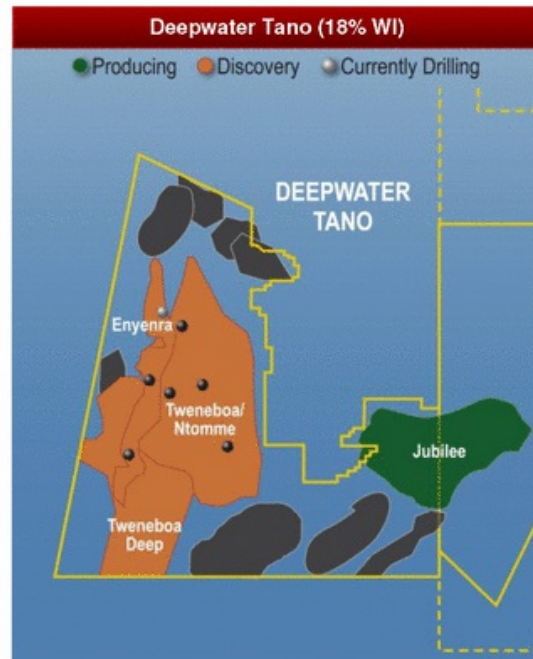 Deepwater Tano (18% WI)
Producing Discovery Currently Drilling
DEEPWATER
TANO
Enyenra
Tweneboa/
Ntomme
Jubilee
Tweneboa
Deep